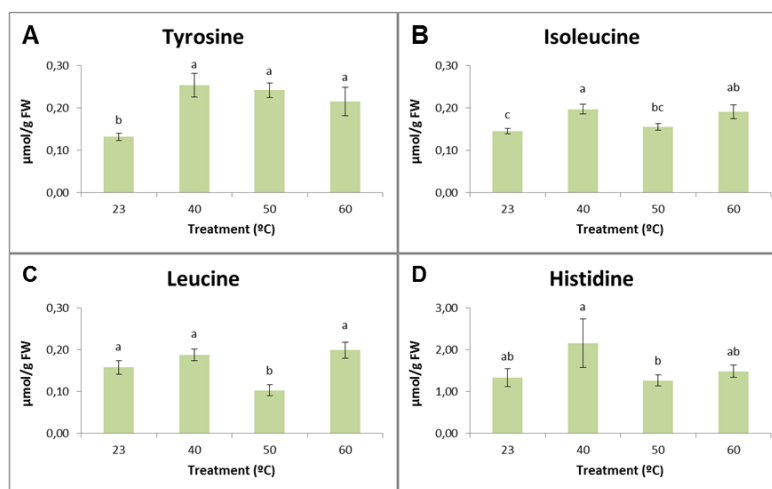 A
Tyrosine
µmol/g FW
0,30
0,20
0,10
0,00
b
a
a
a
23 40 50 60
Treatment (ºC)
B
Isoleucine
µmol/g FW
0,30
0,20
0,10
0,00
c
a
bc
ab
23 40 50 60
Treatment (ºC)
C
Leucine
µmol/g FW
0,30
0,20
0,10
0,00
a
a
b
a
23 40 50 60
Treatment (ºC)
D
Histidine
µmol/g FW
3,00
2,00
1,00
0,00
ab
a
b
ab
23 40 50 60
Treatment (ºC)